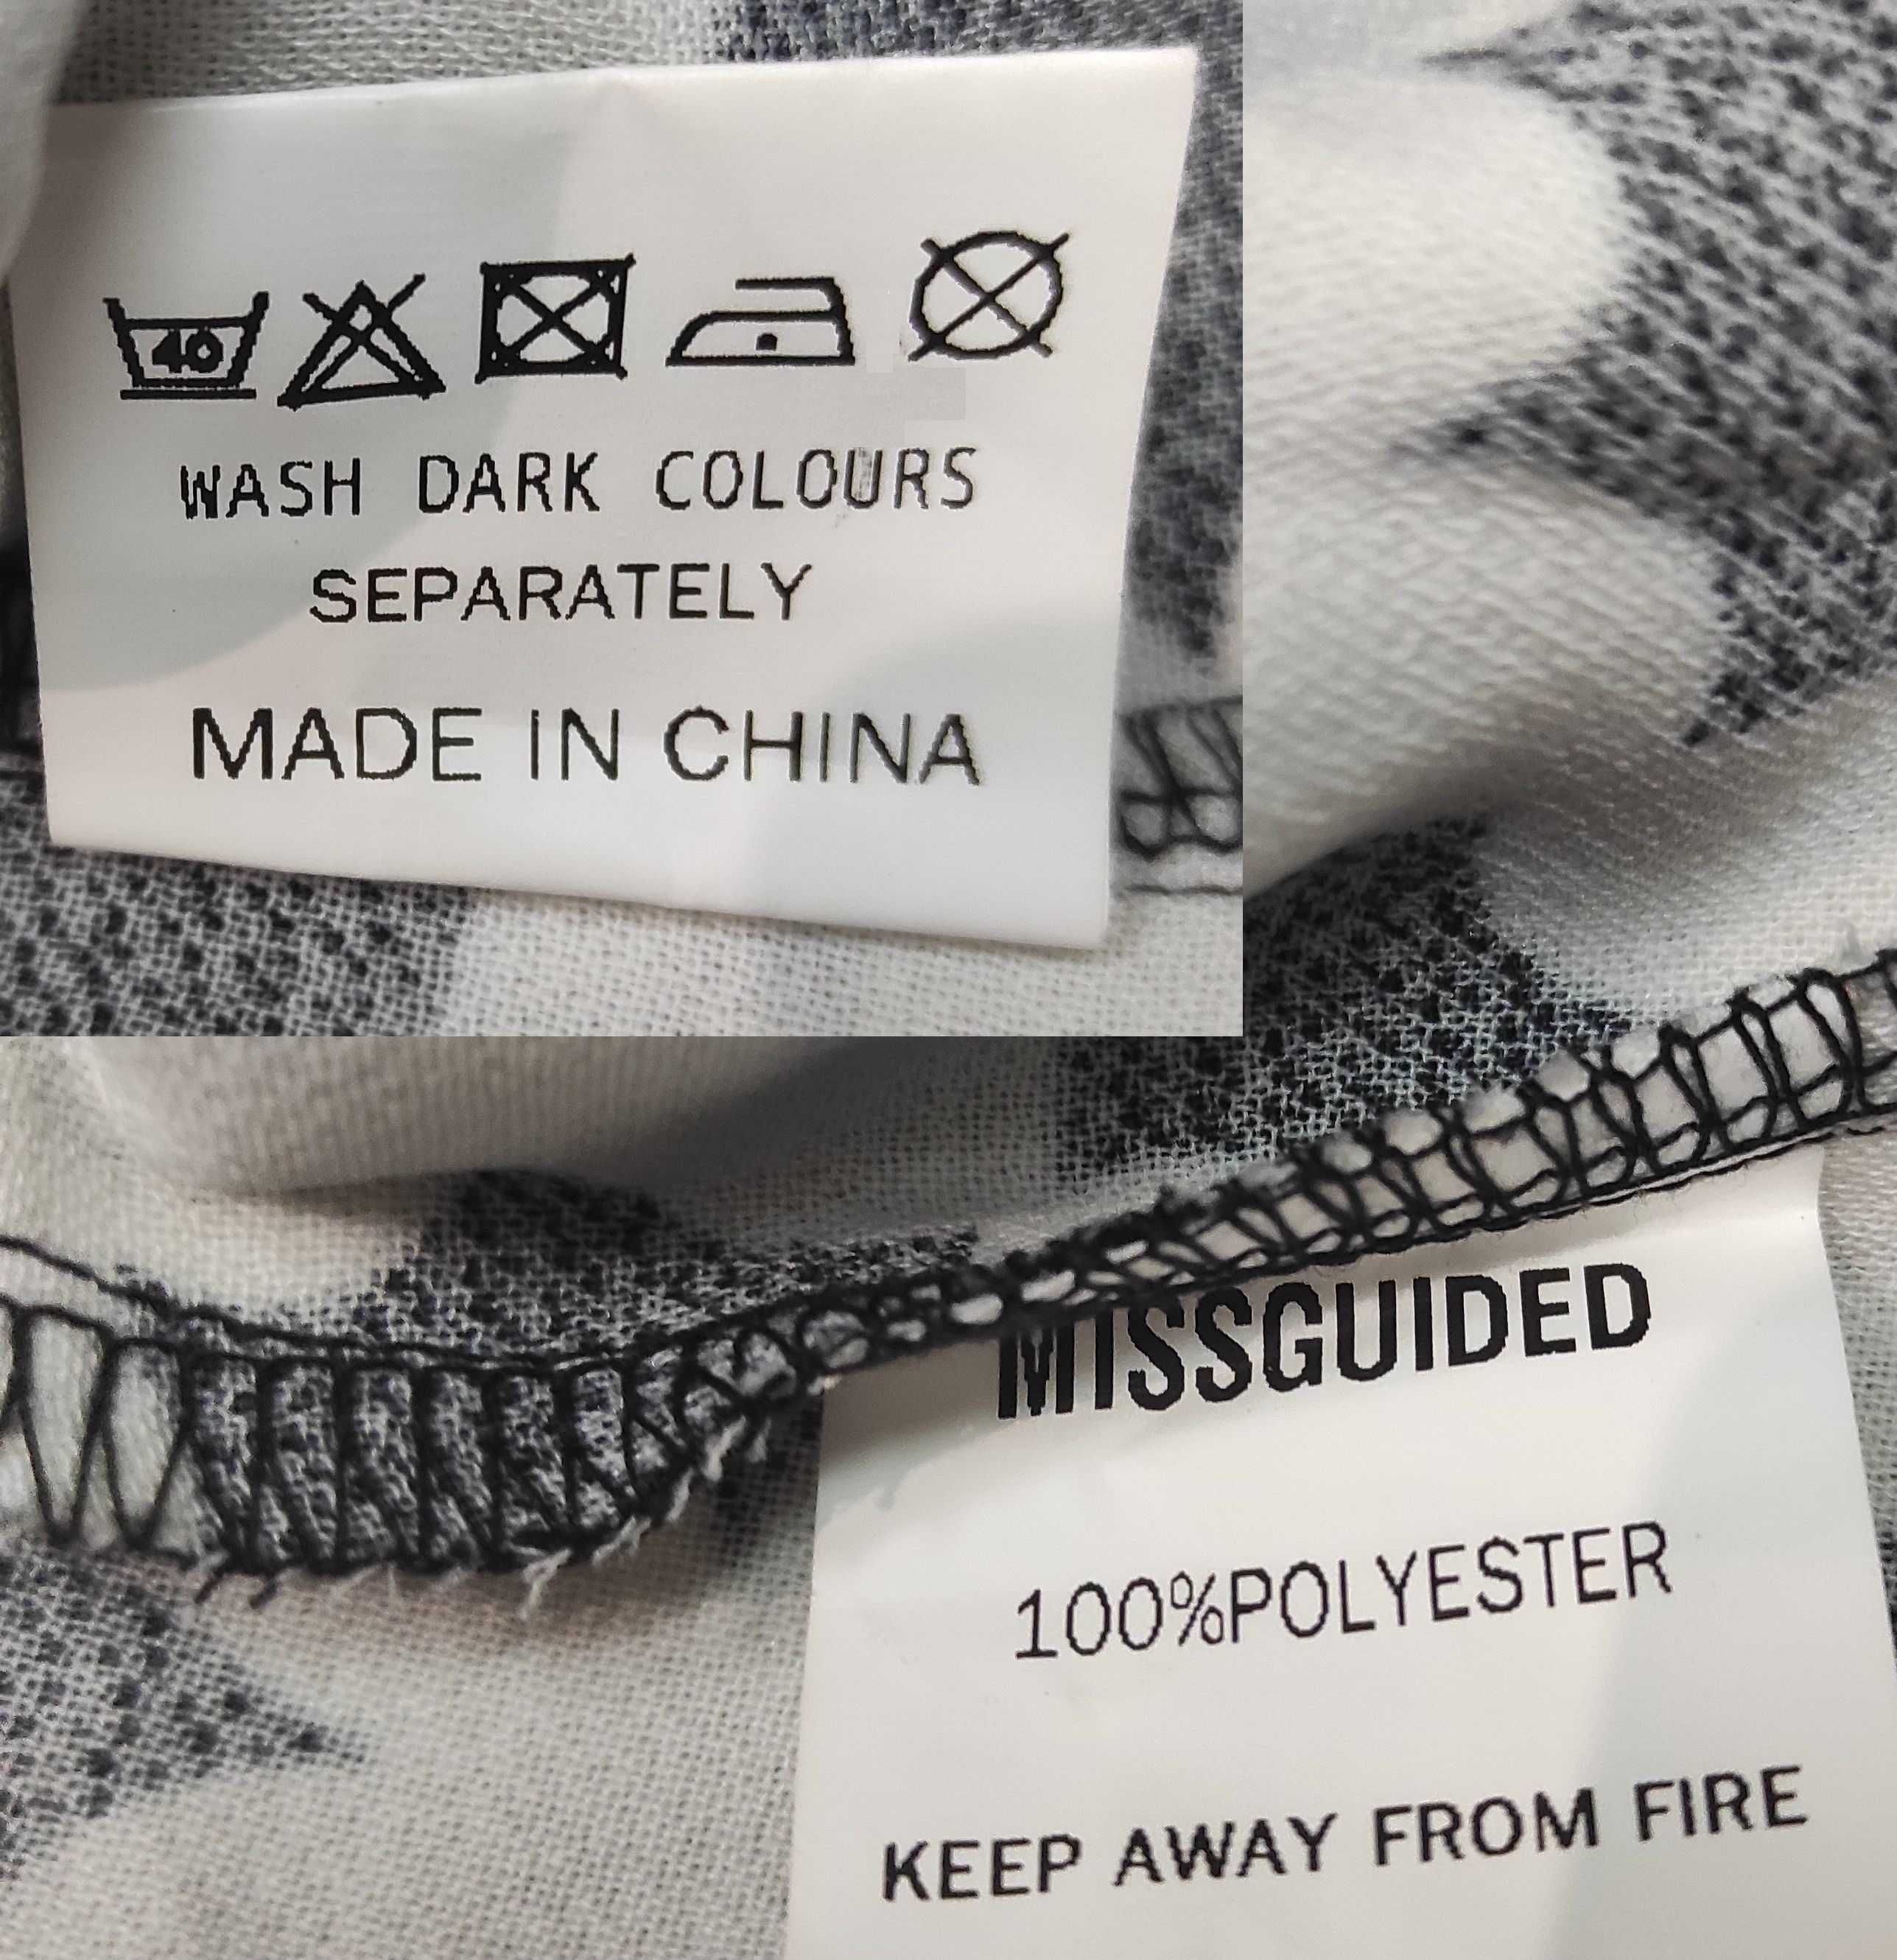 40
WASH DARK COLOURS
SEPARATELY
MADE IN CHINA
MISSGUIDED
100%POLYESTER
KEEP AWAY FROM FIRE